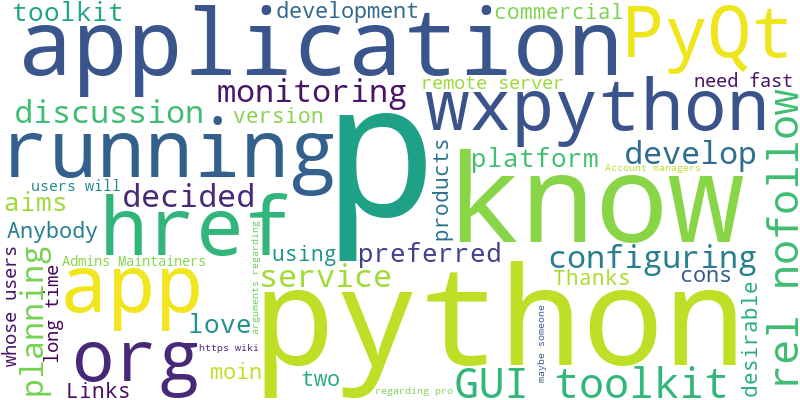 toolkit
development
commercial
application
PyQt
monitoring
remote server
need fast
discussion
version
wxpython
running
p
products
platform
develop
Account managers
users will
aims
decided
know
rel nofollow
Anybody
href
using
preferred
configuring
whose users
long time
planning
Admins Maintainers
arguments regarding
app
service
python
Thanks
cons
desirable
love
maybe someone
org
https wiki
moin
two
Links
regarding pro
GUI toolkit